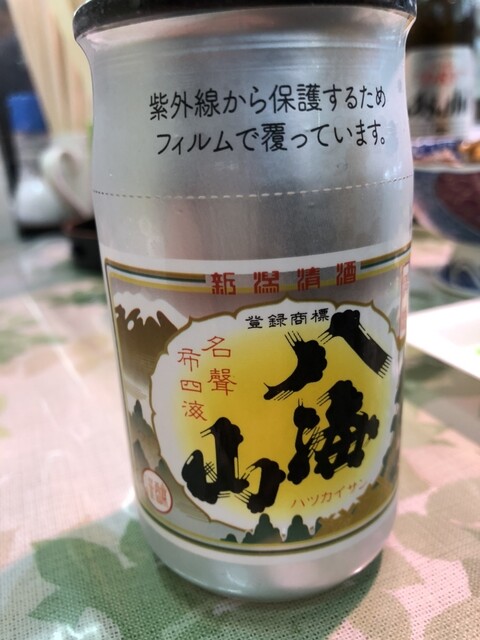 紫外線から保護するため
フィルムで覆っています。
新潟清酒
登録商標
八海山
名聲
布四海
ハツカイサン